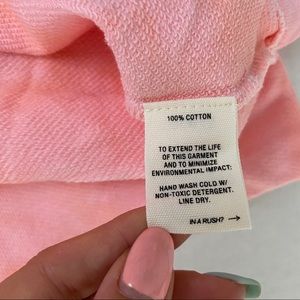 100% COTTON
TO EXTEND THE LIFE
OF THIS GARMENT
AND TO MINIMIZE
ENVIRONMENTAL IMPACT:
HAND WASH COLD W/
NON-TOXIC DETERGENT.
LINE DRY.
IN A RUSH? →